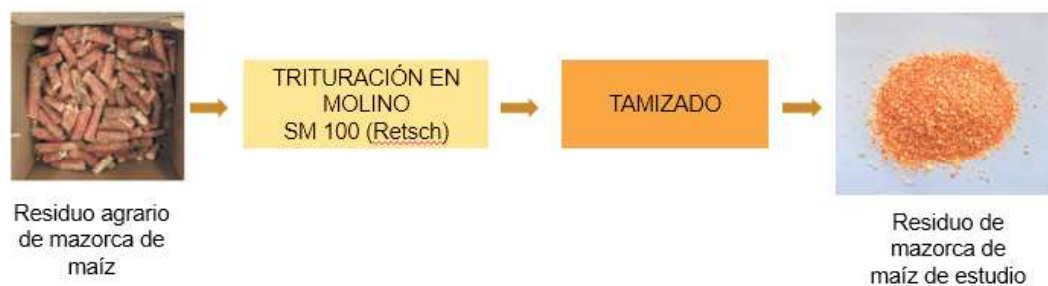 TRITURACIÓN EN
MOLINO
SM 100 (Retsch)
TAMIZADO
Residuo agrario
de mazorca de
maíz
Residuo de
mazorca de
maíz de estudio